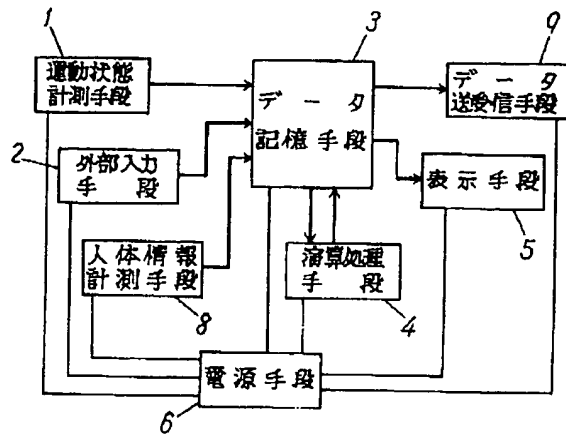 1
運動状態
計測手段
2
外部入力
手段
人体情報
計測手段
8
3
データ
記憶手段
演算処理
手段
4
9
データ
送受信手段
表示手段
5
電源手段
6